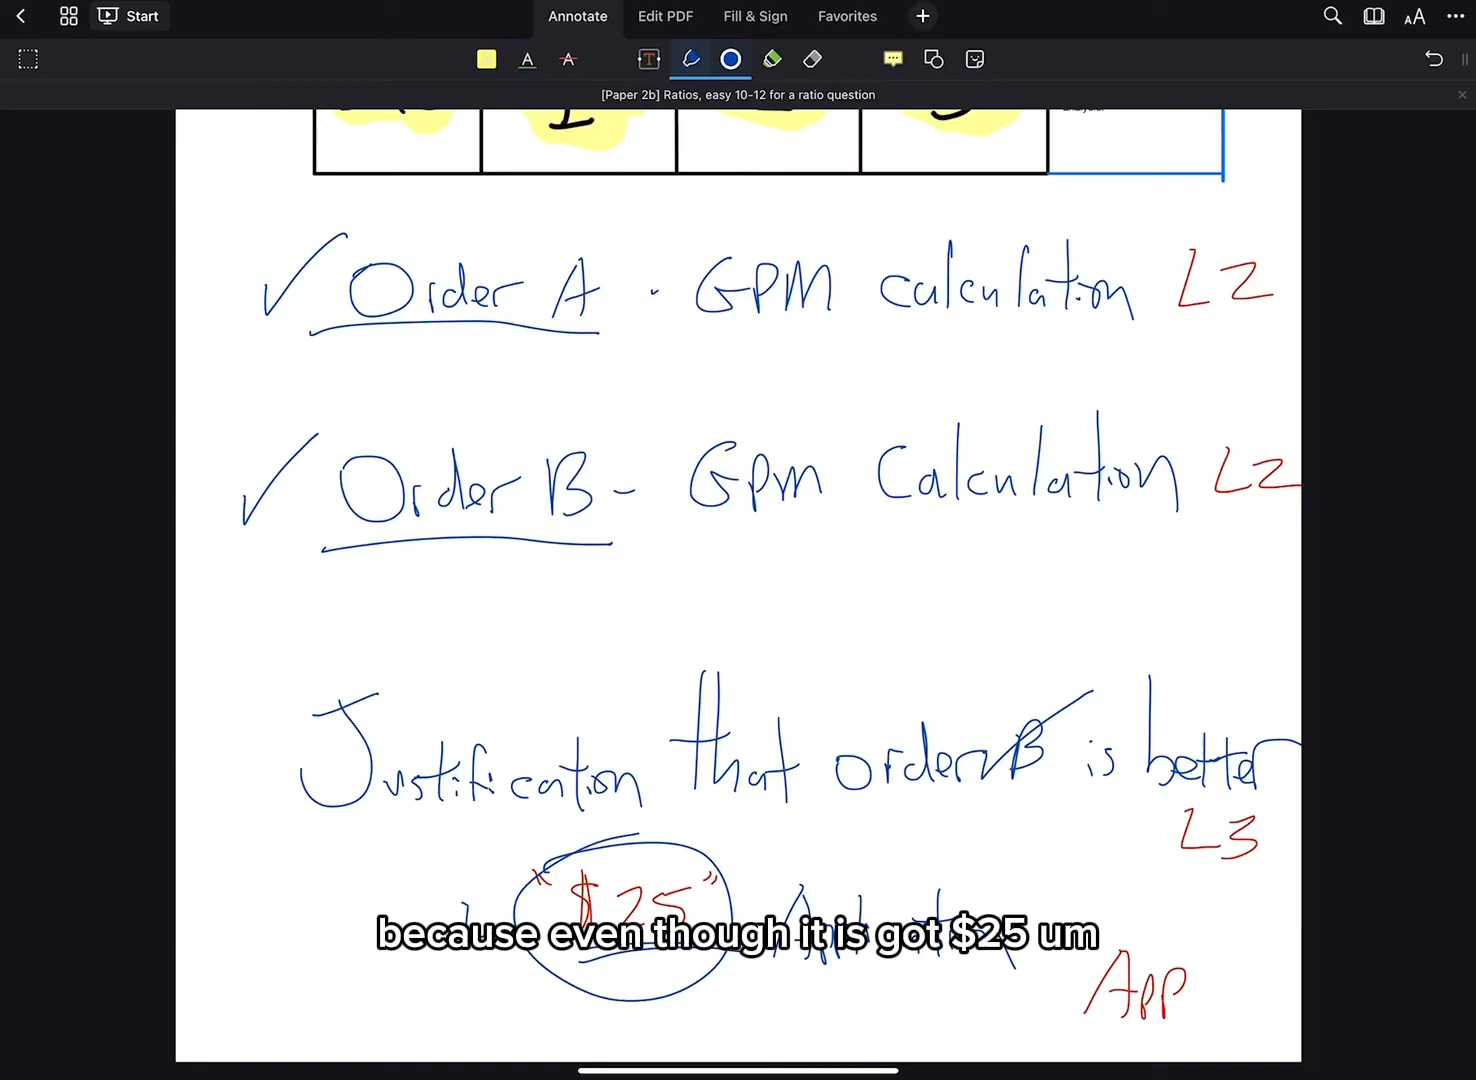 Start
Annotate Edit PDF Fill & Sign Favorites
[Paper 2b] Ratios, easy 10-12 for a ratio question
Order A - GPM calculation L2
Order B - GPM Calculation L2
Justification that order B is better
L3
"$25"
because even though it is got $25 um
App